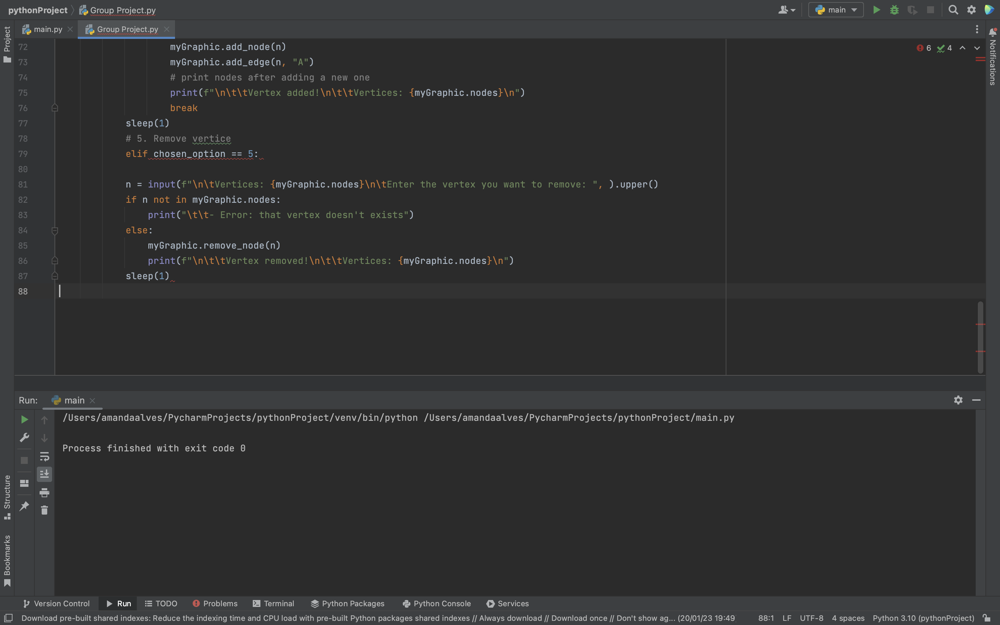 pythonProject Group Project.py
main
main.py Group Project.py
Project
Notifications
6 4
72 myGraphic.add_node(n)
73 myGraphic.add_edge(n, "A")
74 # print nodes after adding a new one
75 print(f"\n\t\tVertex added!\n\t\tVertices: {myGraphic.nodes}\n")
76 break
77 sleep(1)
78 # 5. Remove vertice
79 elif chosen_option == 5:
80
81 n = input(f"\n\tVertices: {myGraphic.nodes}\n\tEnter the vertex you want to remove: ", ).upper()
82 if n not in myGraphic.nodes:
83 print("\t\t- Error: that vertex doesn't exists")
84 else:
85 myGraphic.remove_node(n)
86 print(f"\n\t\tVertex removed!\n\t\tVertices: {myGraphic.nodes}\n")
87 sleep(1)
88
Run: main
/Users/amandaalves/PycharmProjects/pythonProject/venv/bin/python /Users/amandaalves/PycharmProjects/pythonProject/main.py
Process finished with exit code 0
Structure
Bookmarks
Version Control Run TODO Problems Terminal Python Packages Python Console Services
Download pre-built shared indexes: Reduce the indexing time and CPU load with pre-built Python packages shared indexes // Always download // Download once // Don't show ag... (20/01/23 19:49) 88:1 LF UTF-8 4 spaces Python 3.10 (pythonProject)